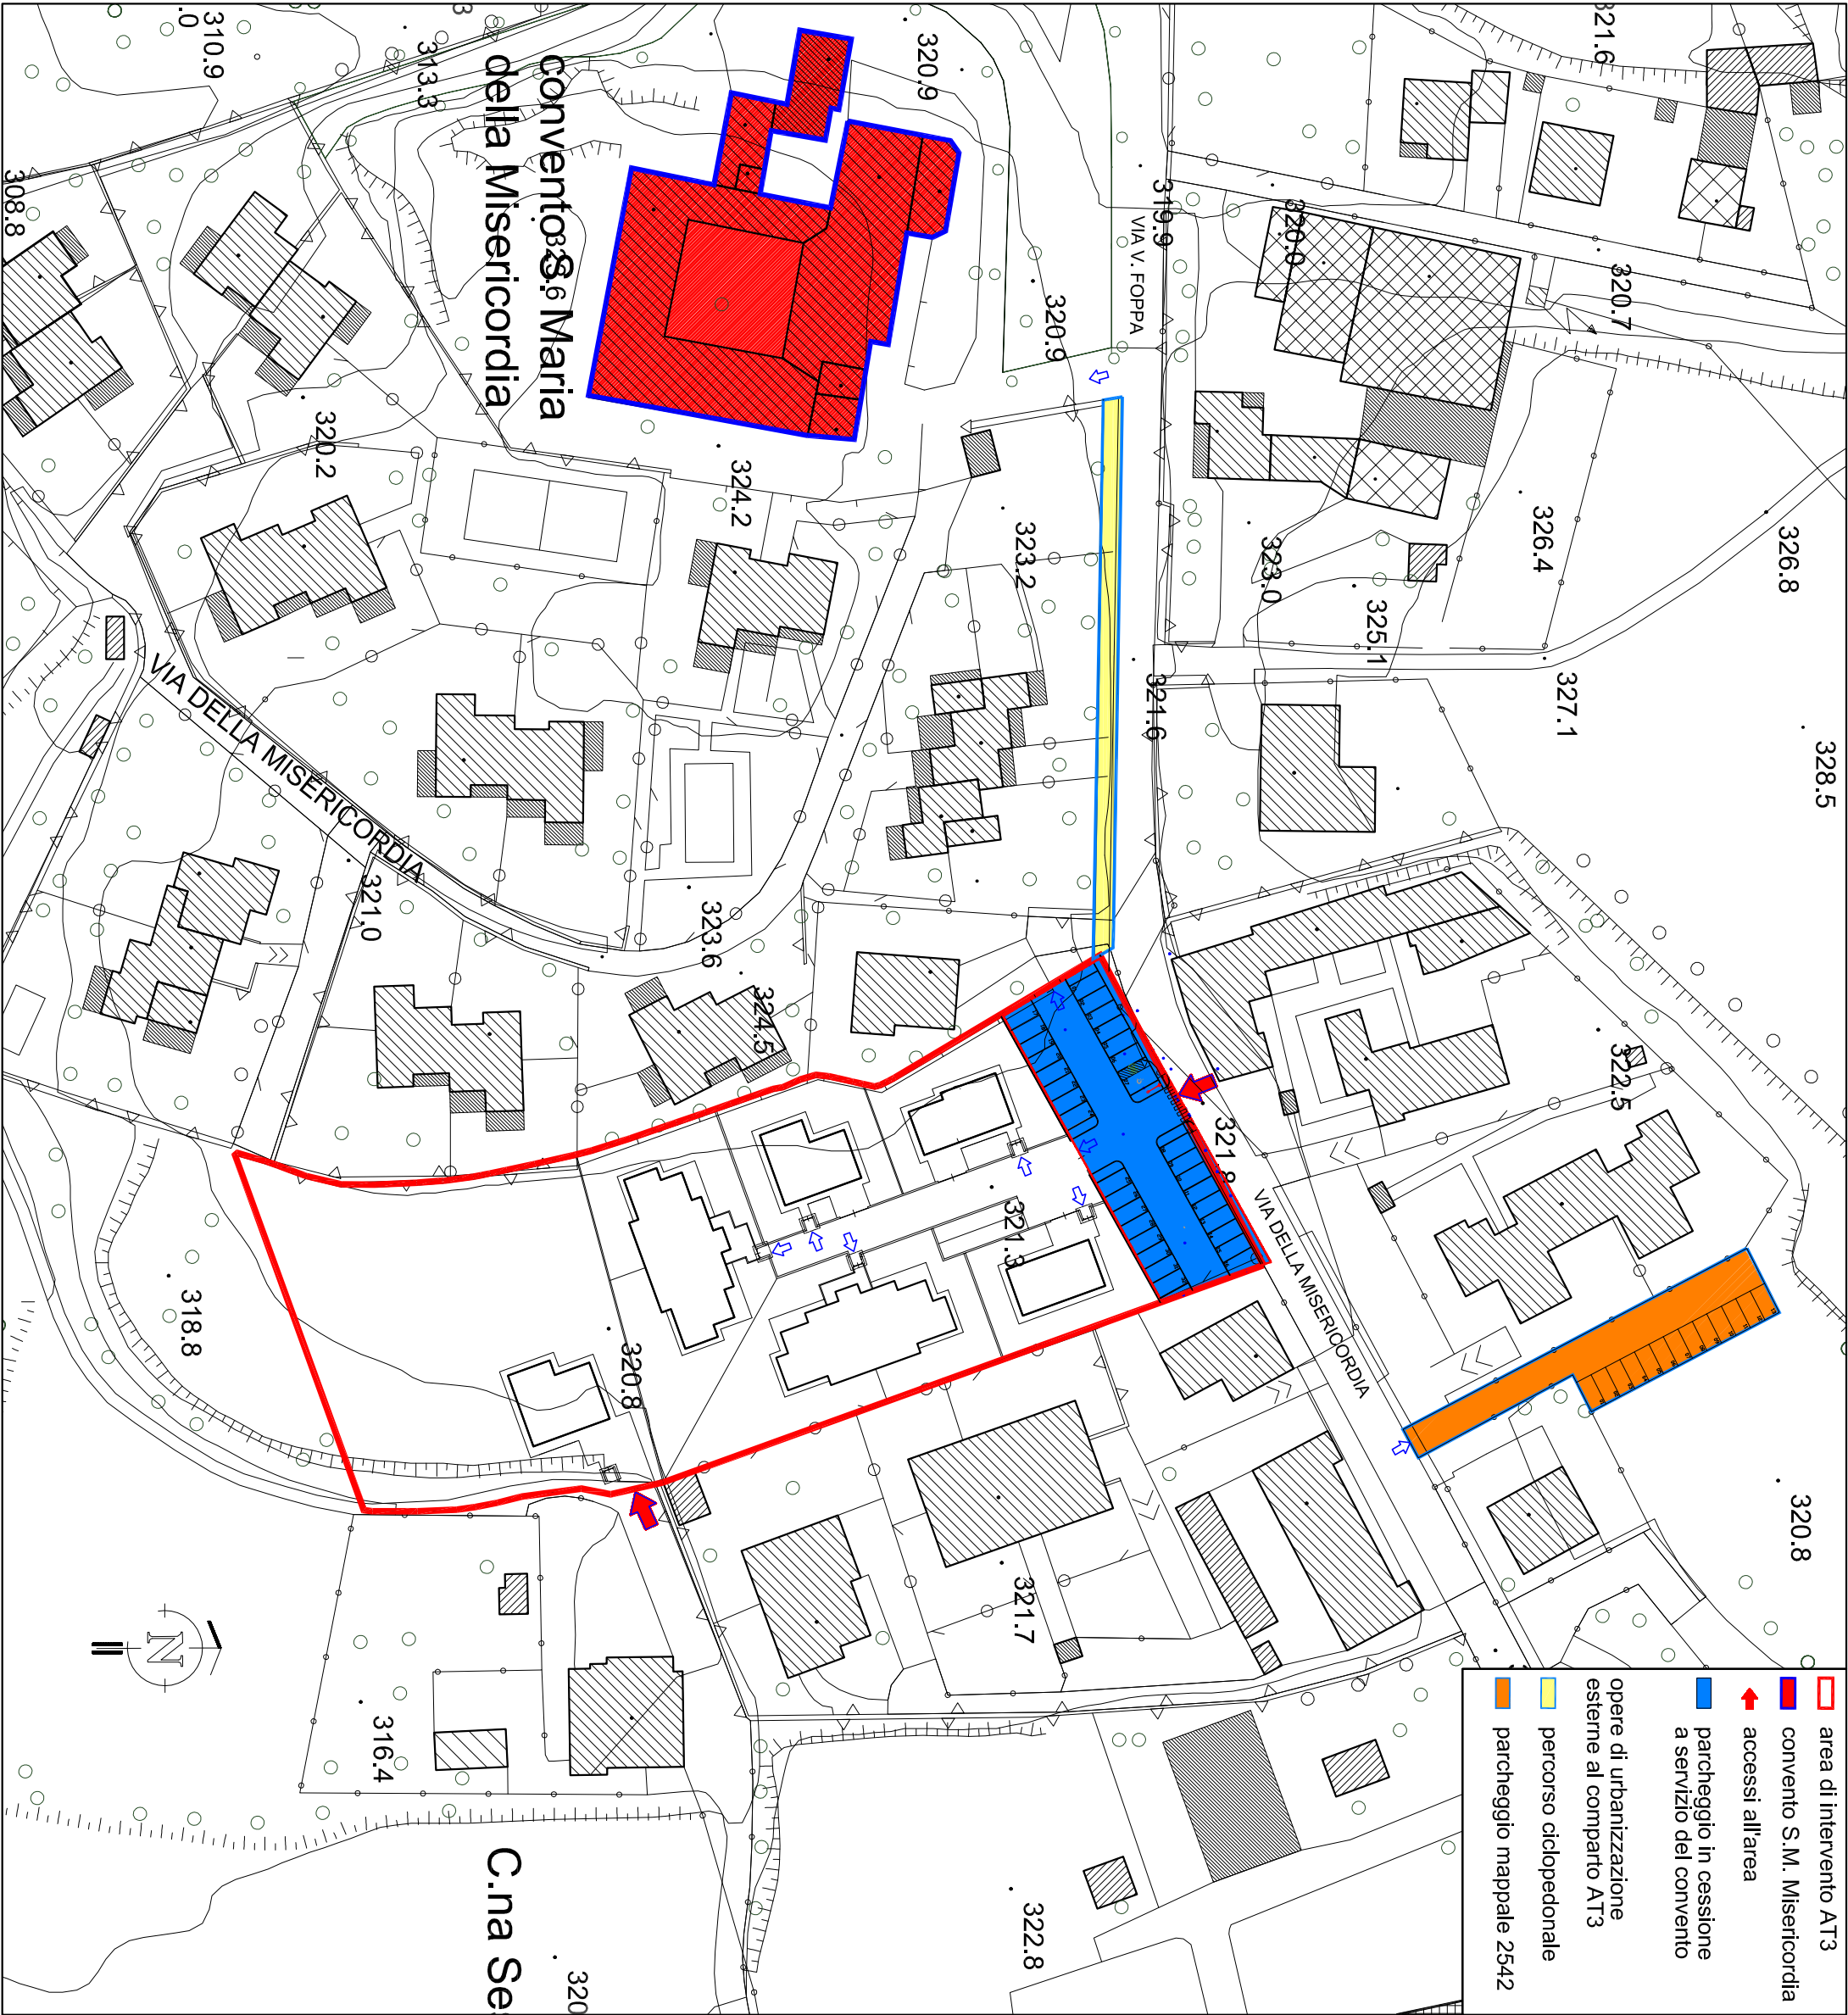 area di intervento AT3
convento S.M. Misericordia
accessi all'area
parcheggio in cessione
a servizio del convento
opere di urbanizzazione
esterne al comparto AT3
percorso ciclopedonale
parcheggio mappale 2542
convento S. Maria
della Misericordia
VIA V. FOPPA
VIA DELLA MISERICORDIA
VIA DELLA MISERICORDIA
C.na Se
N
321.6
328.5
326.8
320.8
320.7
326.4
327.1
322.5
325.1
320.0
323.0
319.9
321.6
321.8
320.9
320.9
323.2
321.3
321.7
322.8
324.2
323.6
324.5
320.8
320
313.3
320.2
321.0
316.4
310.9
318.8
308.8
.0